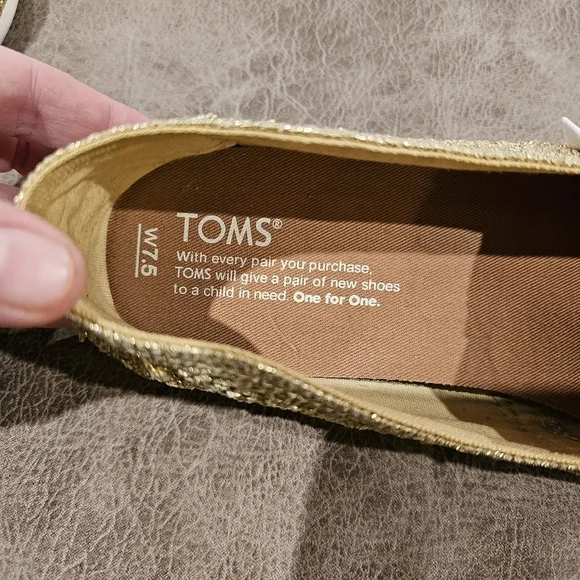 TOMS®
With every pair you purchase,
TOMS will give a pair of new shoes
to a child in need. One for One.
W7.5